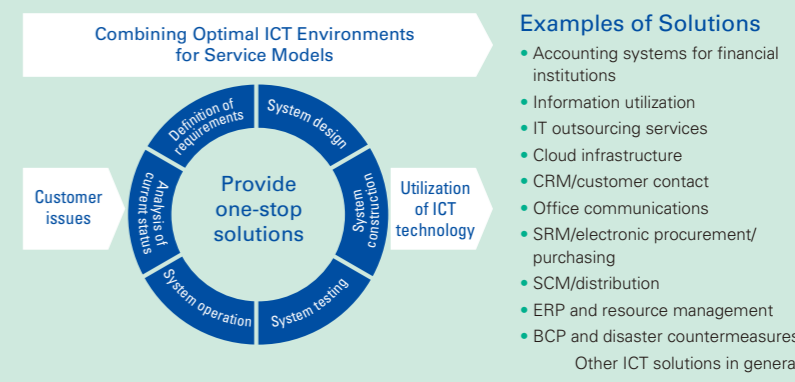 Combining Optimal ICT Environments
for Service Models
Customer
issues
Analysis of
current status
Definition of
requirements
System design
System
construction
System testing
System operation
Provide
one-stop
solutions
Utilization
of ICT
technology
Examples of Solutions
• Accounting systems for financial
institutions
• Information utilization
• IT outsourcing services
• Cloud infrastructure
• CRM/customer contact
• Office communications
• SRM/electronic procurement/
purchasing
• SCM/distribution
• ERP and resource management
• BCP and disaster countermeasures
Other ICT solutions in genera